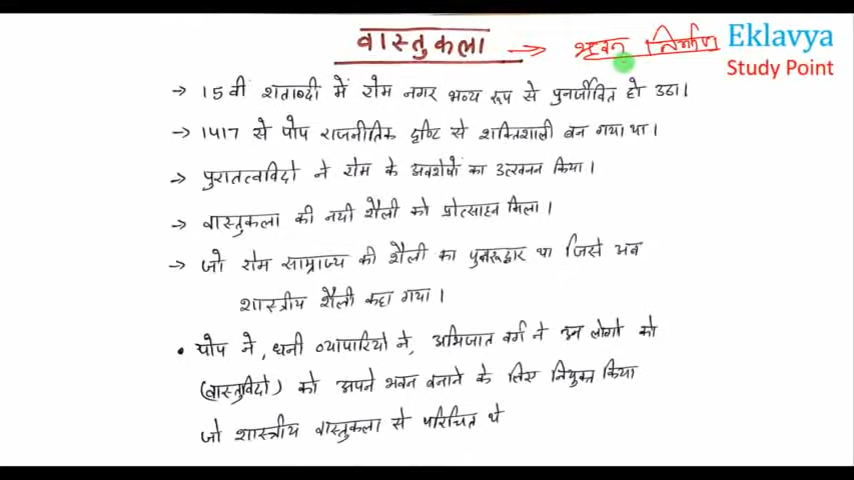 वास्तुकला → भवन निर्माण
Eklavya
Study Point
→ 15वीं शताब्दी में रोम नगर भव्य रूप से पुनर्जीवित हो उठा।
→ 1417 से पोप राजनीतिक दृष्टि से शक्तिशाली बन गया था।
→ पुरातत्वविदो ने रोम के अवशेषों का उत्खनन किया।
→ वास्तुकला की नयी शैली को प्रोत्साहन मिला।
→ जो रोम साम्राज्य की शैली का पुनरूद्धार था जिसे अब
शास्त्रीय शैली कहा गया।
• पोप ने, धनी व्यापारियो ने, अभिजात वर्ग ने उन लोगो को
(वास्तुविदो) को अपने भवन बनाने के लिए नियुक्त किया
जो शास्त्रीय वास्तुकला से परिचित थे